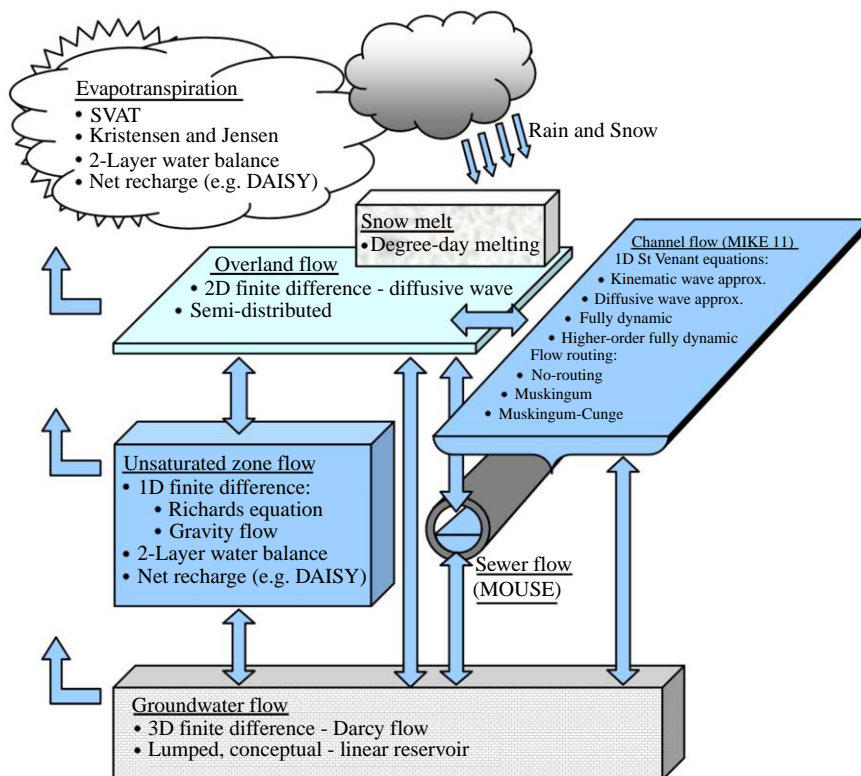 Evapotranspiration
• SVAT
• Kristensen and Jensen
• 2-Layer water balance
• Net recharge (e.g. DAISY)
Rain and Snow
Snow melt
• Degree-day melting
Overland flow
• 2D finite difference - diffusive wave
• Semi-distributed
Channel flow (MIKE 11)
1D St Venant equations:
• Kinematic wave approx.
• Diffusive wave approx.
• Fully dynamic
• Higher-order fully dynamic
Flow routing:
• No-routing
• Muskingum
• Muskingum-Cunge
Unsaturated zone flow
• 1D finite difference:
• Richards equation
• Gravity flow
• 2-Layer water balance
• Net recharge (e.g. DAISY)
Sewer flow
(MOUSE)
Groundwater flow
• 3D finite difference - Darcy flow
• Lumped, conceptual - linear reservoir